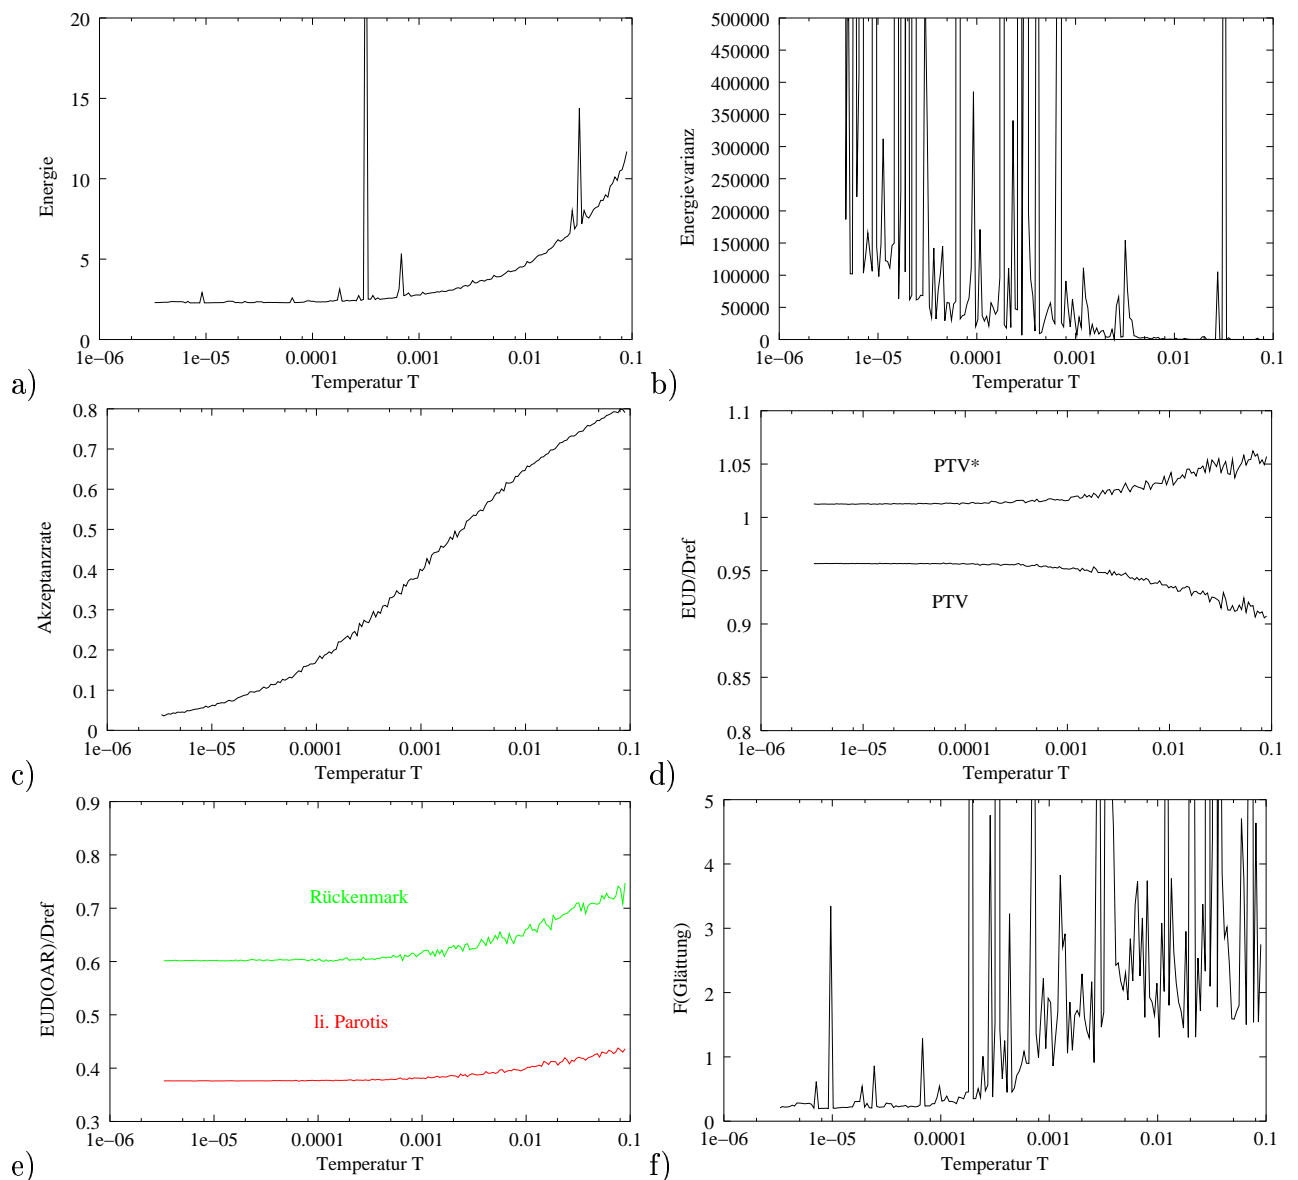 20
15
10
5
0
Energie
1e−06
1e−05
0.0001
0.001
0.01
0.1
Temperatur T
a)
500000
450000
400000
350000
300000
250000
200000
150000
100000
50000
0
Energievarianz
1e−06
1e−05
0.0001
0.001
0.01
0.1
Temperatur T
b)
0.8
0.7
0.6
0.5
0.4
0.3
0.2
0.1
0
Akzeptanzrate
1e−06
1e−05
0.0001
0.001
0.01
0.1
Temperatur T
c)
1.1
1.05
1
0.95
0.9
0.85
0.8
EUD/Dref
PTV*
PTV
1e−06
1e−05
0.0001
0.001
0.01
0.1
Temperatur T
d)
0.9
0.8
0.7
0.6
0.5
0.4
0.3
EUD(OAR)/Dref
Rückenmark
li. Parotis
1e−06
1e−05
0.0001
0.001
0.01
0.1
Temperatur T
e)
5
4
3
2
1
0
F(Glättung)
1e−06
1e−05
0.0001
0.001
0.01
0.1
Temperatur T
f)